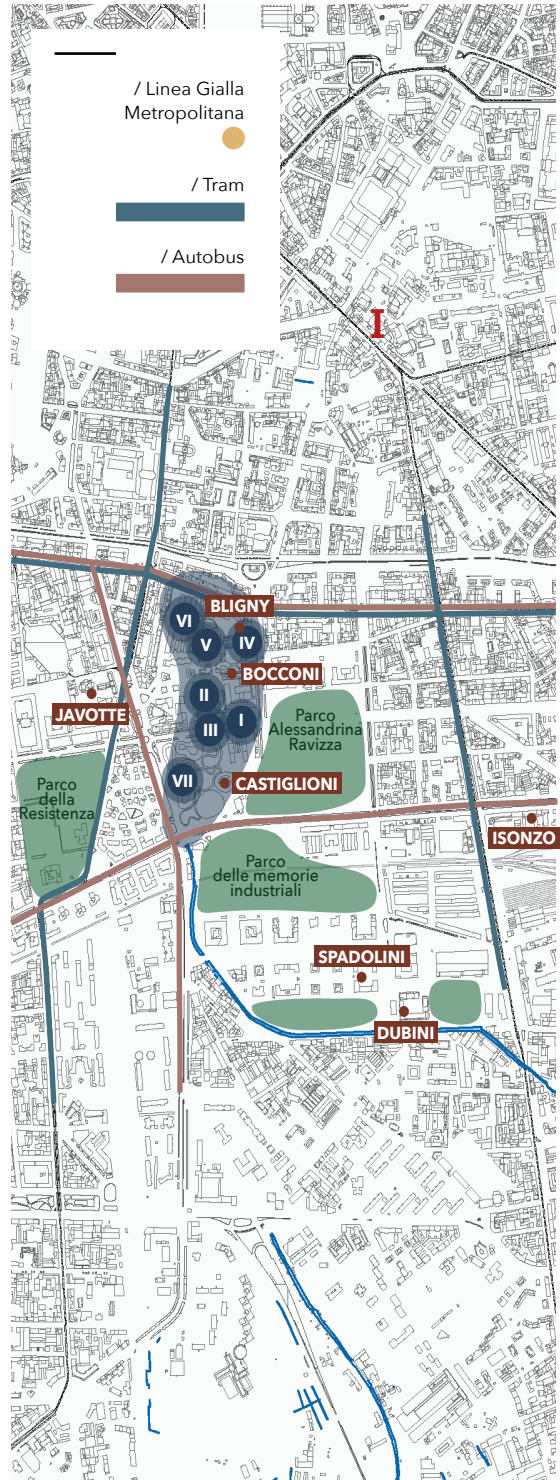 / Linea Gialla
Metropolitana
/ Tram
/ Autobus
I
BLIGNY
VI
V
IV
BOCCONI
II
I
III
JAVOTTE
Parco
Alessandrina
Ravizza
VII
CASTIGLIONI
Parco
della
Resistenza
ISONZO
Parco
delle memorie
industriali
SPADOLINI
DUBINI